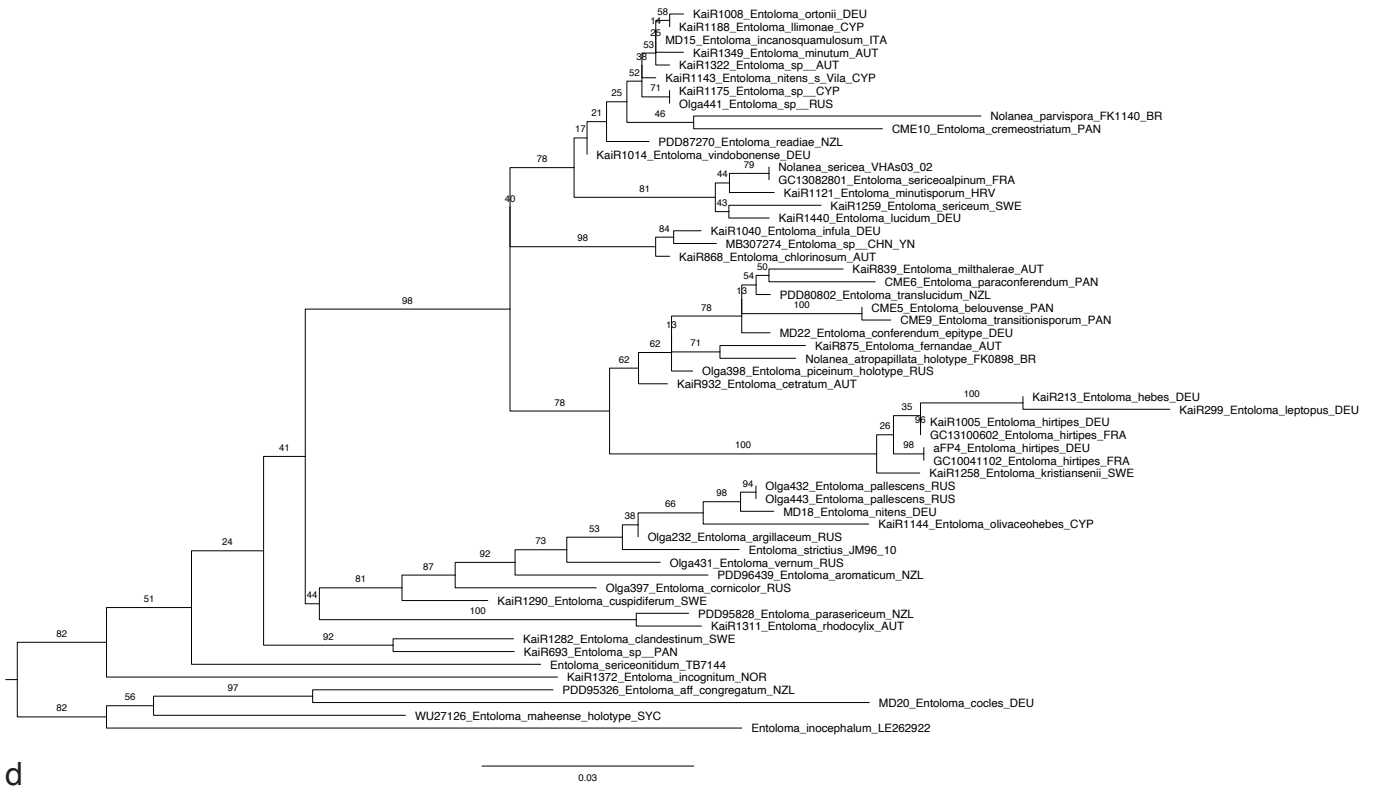 58 KaiR1008_Entoloma_ortonii_DEU
14 KaiR1188_Entoloma_llimonae_CYP
25 MD15_Entoloma_incanosquamulosum_ITA
53 KaiR1349_Entoloma_minutum_AUT
38 KaiR1322_Entoloma_sp__AUT
52 KaiR1143_Entoloma_nitens_s_Vila_CYP
71 KaiR1175_Entoloma_sp__CYP
25 Olga441_Entoloma_sp__RUS
21 46 Nolanea_parvispora_FK1140_BR
17 CME10_Entoloma_cremeostriatum_PAN
PDD87270_Entoloma_readiae_NZL
78 KaiR1014_Entoloma_vindobonense_DEU
79 Nolanea_sericea_VHAs03_02
44 GC13082801_Entoloma_sericeoalpinum_FRA
81 KaiR1121_Entoloma_minutisporum_HRV
40 43 KaiR1259_Entoloma_sericeum_SWE
KaiR1440_Entoloma_lucidum_DEU
84 KaiR1040_Entoloma_infula_DEU
98 MB307274_Entoloma_sp__CHN_YN
KaiR868_Entoloma_chlorinosum_AUT
50 KaiR839_Entoloma_milthalerae_AUT
54 CME6_Entoloma_paraconferendum_PAN
13 PDD80802_Entoloma_translucidum_NZL
98 78 100 CME5_Entoloma_belouvense_PAN
CME9_Entoloma_transitionisporum_PAN
13 MD22_Entoloma_conferendum_epitype_DEU
62 71 KaiR875_Entoloma_fernandae_AUT
62 Nolanea_atropapillata_holotype_FK0898_BR
Olga398_Entoloma_piceinum_holotype_RUS
KaiR932_Entoloma_cetratum_AUT
100 KaiR213_Entoloma_hebes_DEU
78 35 KaiR299_Entoloma_leptopus_DEU
96 KaiR1005_Entoloma_hirtipes_DEU
26 GC13100602_Entoloma_hirtipes_FRA
100 98 aFP4_Entoloma_hirtipes_DEU
41 GC10041102_Entoloma_hirtipes_FRA
KaiR1258_Entoloma_kristiansenii_SWE
94 Olga432_Entoloma_pallescens_RUS
98 Olga443_Entoloma_pallescens_RUS
66 MD18_Entoloma_nitens_DEU
38 KaiR1144_Entoloma_olivaceohebes_CYP
53 Olga232_Entoloma_argillaceum_RUS
24 73 Entoloma_strictius_JM96_10
92 Olga431_Entoloma_vernum_RUS
87 PDD96439_Entoloma_aromaticum_NZL
81 Olga397_Entoloma_cornicolor_RUS
51 44 KaiR1290_Entoloma_cuspidiferum_SWE
100 PDD95828_Entoloma_parasericeum_NZL
KaiR1311_Entoloma_rhodocylix_AUT
82 92 KaiR1282_Entoloma_clandestinum_SWE
KaiR693_Entoloma_sp__PAN
Entoloma_sericeonitidum_TB7144
KaiR1372_Entoloma_incognitum_NOR
97 PDD95326_Entoloma_aff_congregatum_NZL
56 MD20_Entoloma_cocles_DEU
82 WU27126_Entoloma_maheense_holotype_SYC
Entoloma_inocephalum_LE262922
0.03
d